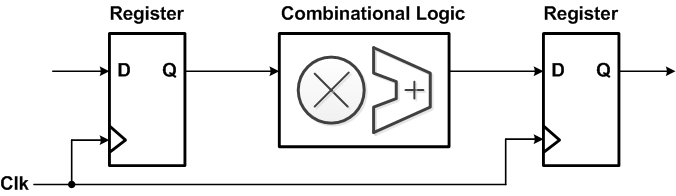 Register
Combinational Logic
Register
D Q
+
D Q
Clk